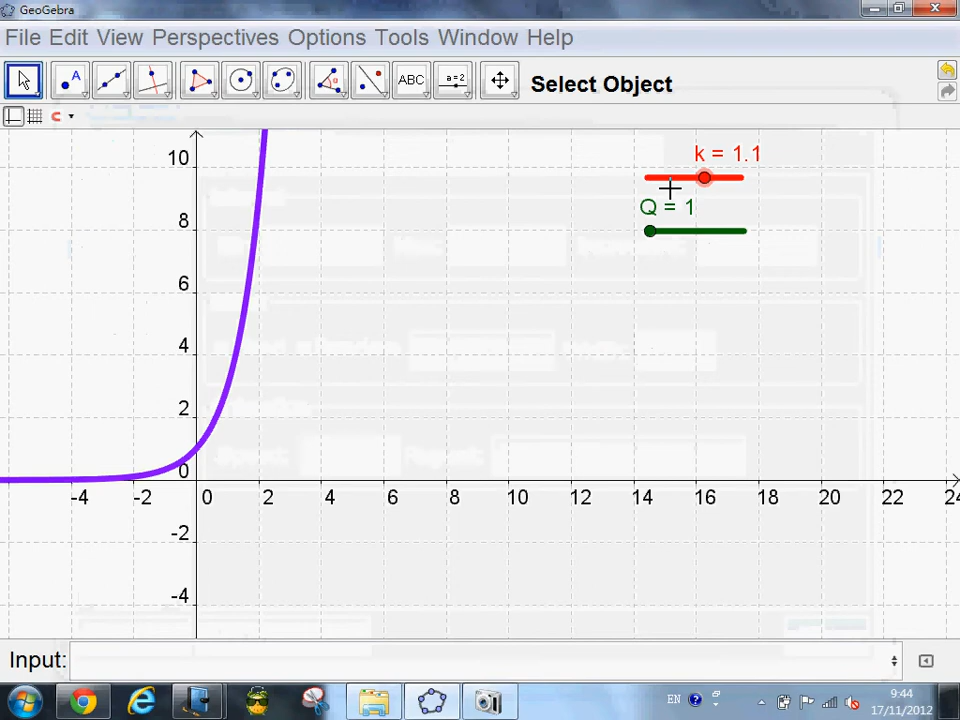 GeoGebra
File Edit View Perspectives Options Tools Window Help
A
α
ABC
a=2
Select Object
k = 1.1
Q = 1
10
8
6
4
2
0
-2
-4
-4 -2 0 2 4 6 8 10 12 14 16 18 20 22 24
Input:
EN
9:44
17/11/2012